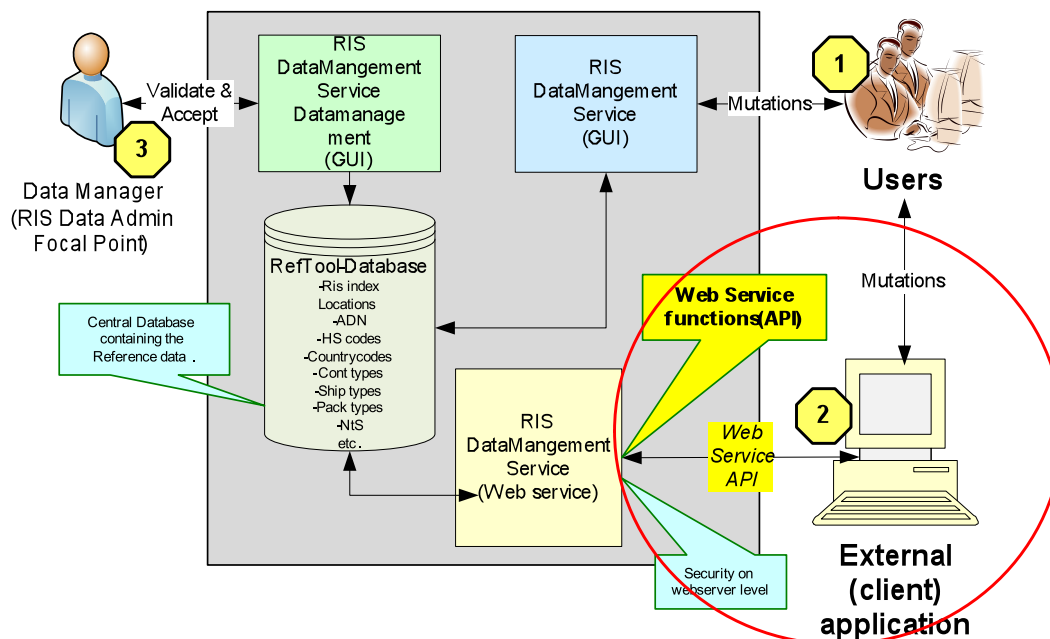 RIS
DataMangement
Service
Datamanage
ment
(GUI)
RIS
DataMangement
Service
(GUI)
1
Validate &
Accept
Mutations
3
Data Manager
(RIS Data Admin
Focal Point)
Users
RefTool-Database
-Ris index
Locations
-ADN
-HS codes
-Countrycodes
-Cont types
-Ship types
-Pack types
-NtS
etc.
Web Service
functions(API)
Mutations
Central Database
containing the
Reference data .
2
RIS
DataMangement
Service
(Web service)
Web
Service
API
Security on
webserver level
External
(client)
application